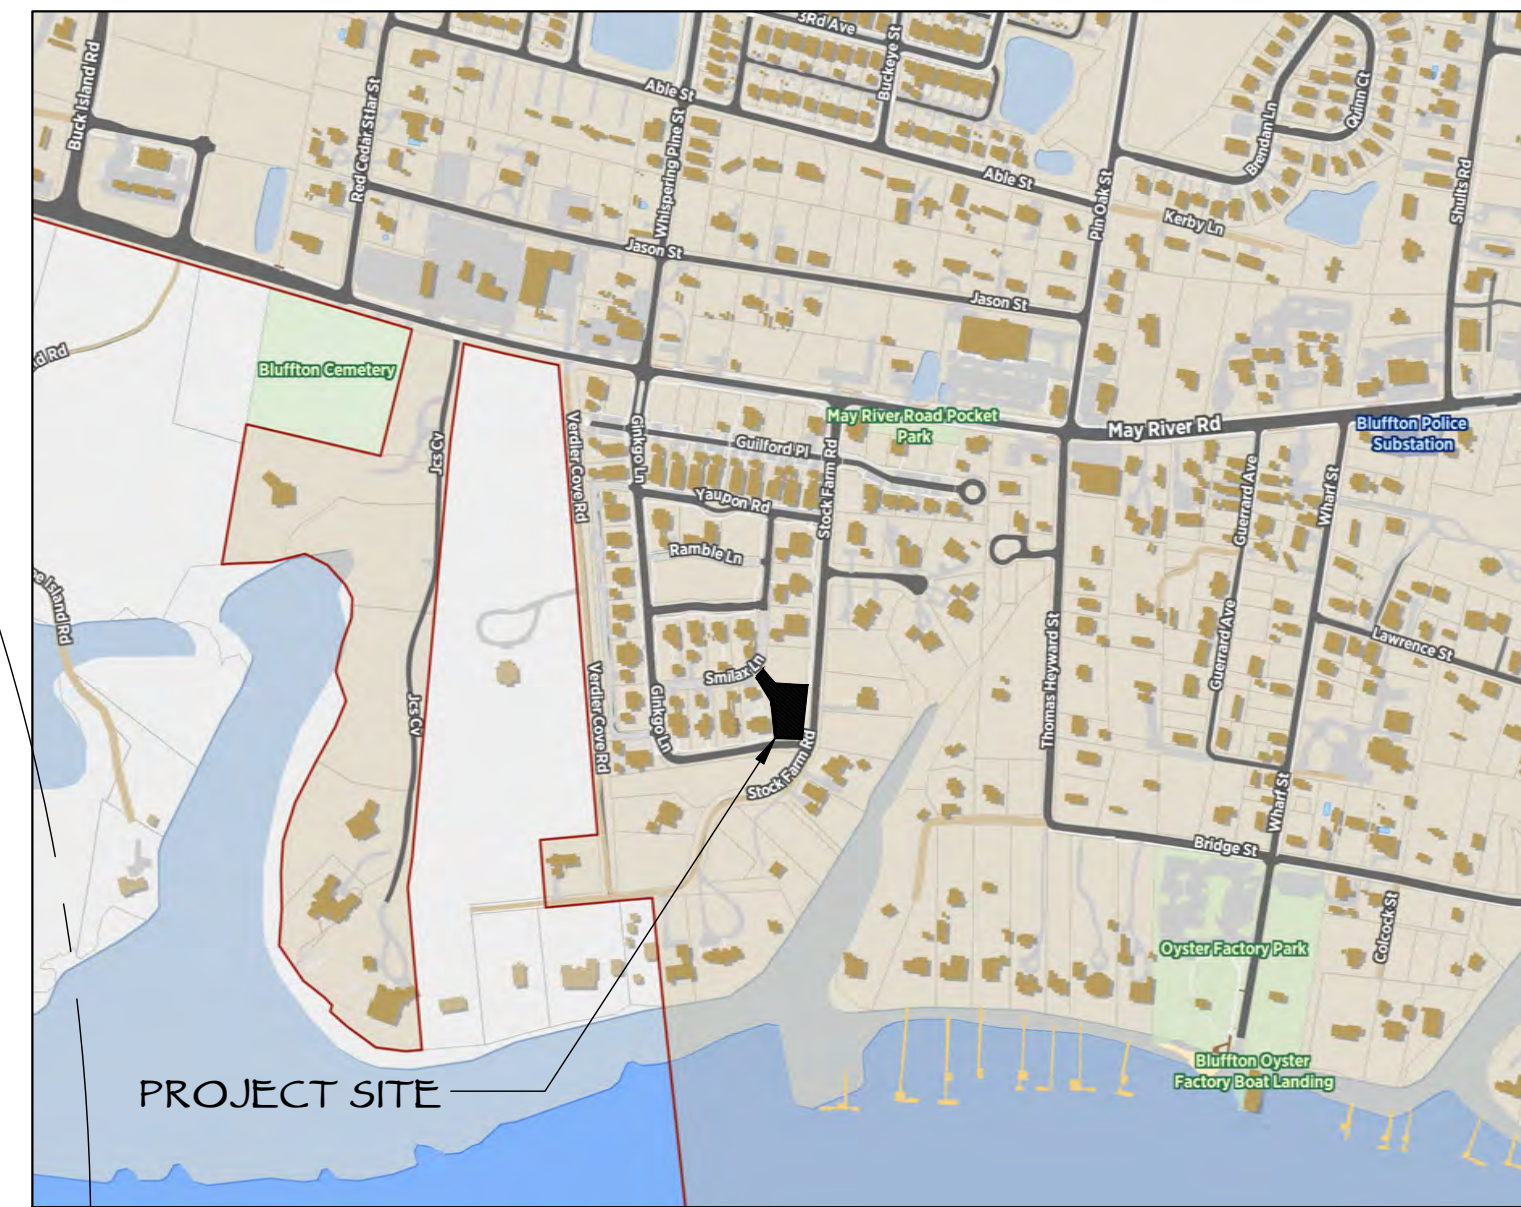 3Rd Ave
Buckeye St
Buck Island Rd
Able St
Quinn Ct
Brendan Ln
Red Cedar St
Whispering Pine St
Able St
Pin Oak St
Shults Rd
Kerby Ln
Jason St
Jason St
Bluffton Cemetery
May River Road Pocket
Park
May River Rd
Bluffton Police
Substation
Jcs Cv
Verdier Cove Rd
Ginkgo Ln
Guilford Pl
Stock Farm Rd
Yaupon Rd
Guerrard Ave
Wharf St
Ramble Ln
Island Rd
Thomas Heyward St
Guerrard Ave
Lawrence St
Smilax Ln
Jcs Cv
Verdier Cove Rd
Ginkgo Ln
Stock Farm Rd
Wharf St
Bridge St
Colcock St
Oyster Factory Park
Bluffton Oyster
Factory Boat Landing
PROJECT SITE